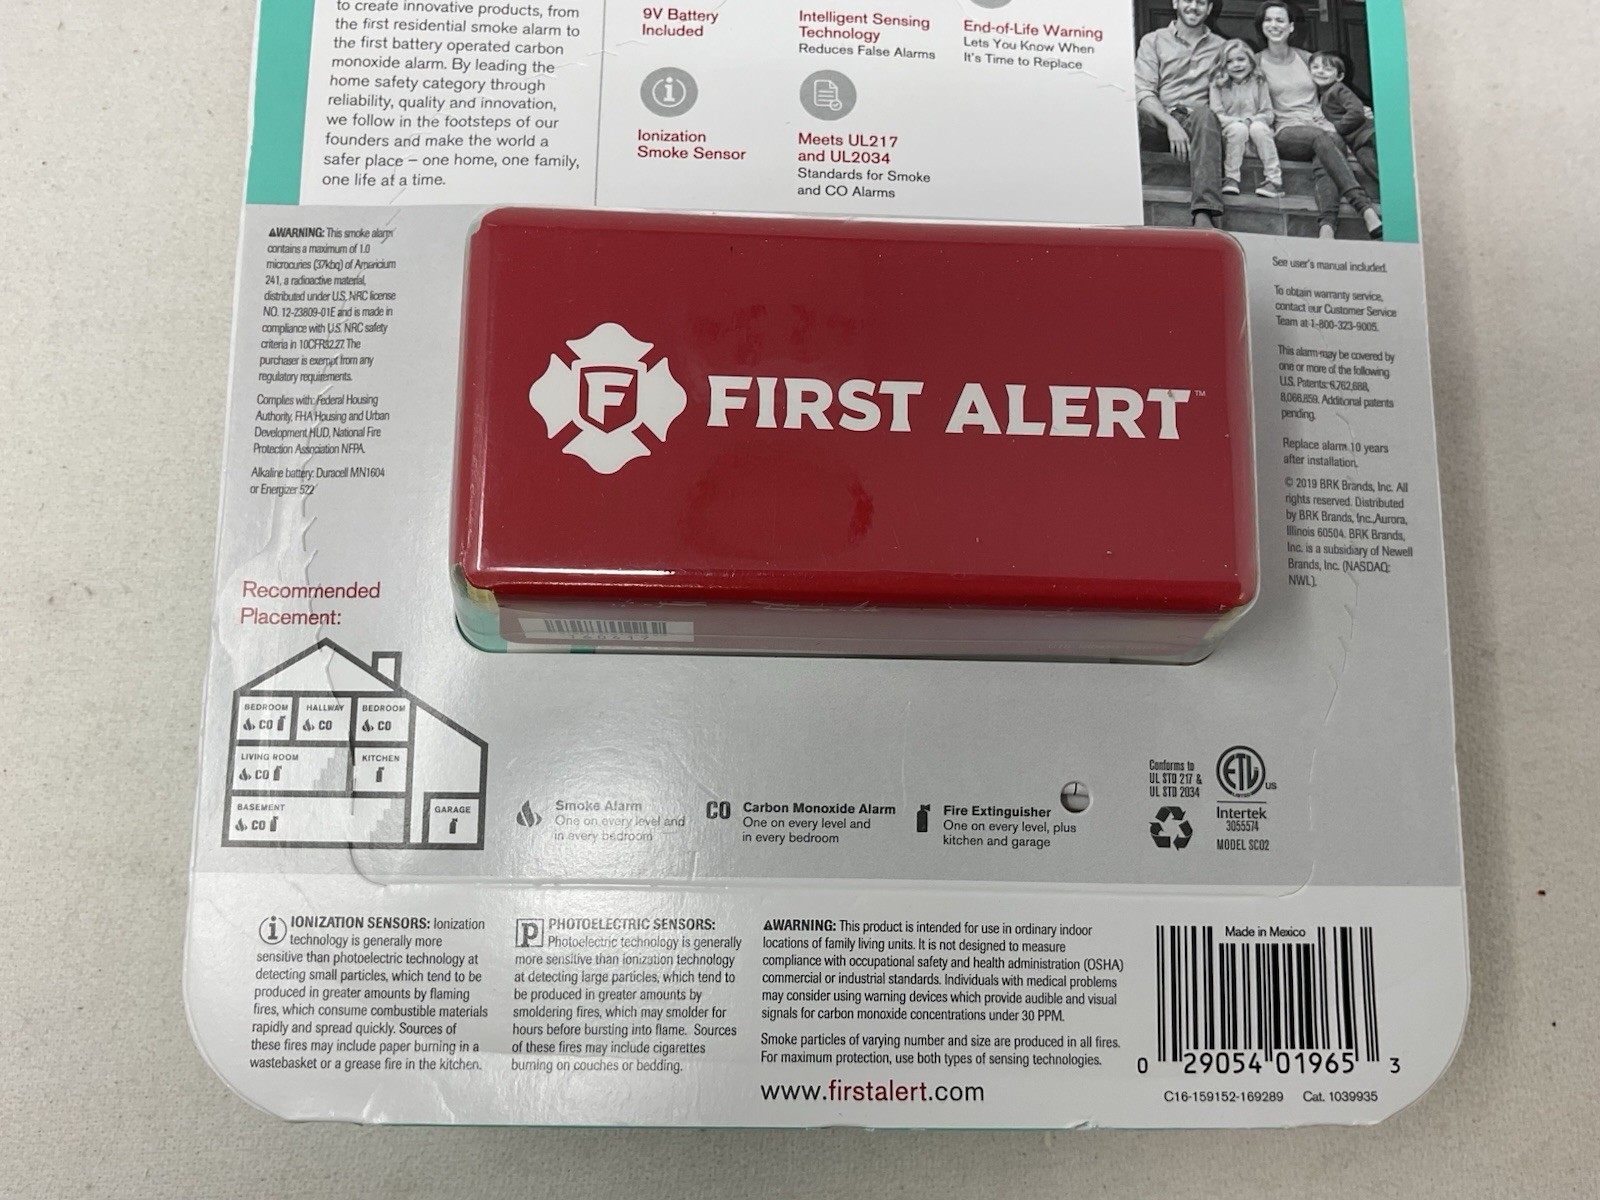 to create innovative products, from
the first residential smoke alarm to
the first battery operated carbon
monoxide alarm. By leading the
home safety category through
reliability, quality and innovation,
we follow in the footsteps of our
founders and make the world a
safer place – one home, one family,
one life at a time.
9V Battery
Included
Intelligent Sensing
Technology
Reduces False Alarms
End-of-Life Warning
Lets You Know When
It's Time to Replace
Ionization
Smoke Sensor
Meets UL217
and UL2034
Standards for Smoke
and CO Alarms
⚠WARNING: This smoke alarm
contains a maximum of 1.0
microcuries (37kbq) of Americium
241, a radioactive material,
distributed under U.S. NRC license
NO. 12-23809-01E and is made in
compliance with U.S. NRC safety
criteria in 10CFR32.27. The
purchaser is exempt from any
regulatory requirements.
Complies with: Federal Housing
Authority, FHA Housing and Urban
Development HUD, National Fire
Protection Association NFPA.
Alkaline battery: Duracell MN1604
or Energizer 522
F FIRST ALERT™
See user's manual included.
To obtain warranty service,
contact our Customer Service
Team at 1-800-323-9005.
This alarm may be covered by
one or more of the following
U.S. Patents: 6,762,688,
8,066,859. Additional patents
pending.
Replace alarm 10 years
after installation.
© 2019 BRK Brands, Inc. All
rights reserved. Distributed
by BRK Brands, Inc., Aurora,
Illinois 60504. BRK Brands,
Inc. is a subsidiary of Newell
Brands, Inc. (NASDAQ:
NWL).
Recommended
Placement:
BEDROOM HALLWAY BEDROOM
CO CO CO
LIVING ROOM KITCHEN
CO
BASEMENT GARAGE
CO
Smoke Alarm
One on every level and
in every bedroom
CO Carbon Monoxide Alarm
One on every level and
in every bedroom
Fire Extinguisher
One on every level, plus
kitchen and garage
Conforms to
UL STD 217 &
UL STD 2034
ETL US
Intertek
3055574
MODEL SC02
i IONIZATION SENSORS: Ionization
technology is generally more
sensitive than photoelectric technology at
detecting small particles, which tend to be
produced in greater amounts by flaming
fires, which consume combustible materials
rapidly and spread quickly. Sources of
these fires may include paper burning in a
wastebasket or a grease fire in the kitchen.
P PHOTOELECTRIC SENSORS:
Photoelectric technology is generally
more sensitive than ionization technology
at detecting large particles, which tend to
be produced in greater amounts by
smoldering fires, which may smolder for
hours before bursting into flame. Sources
of these fires may include cigarettes
burning on couches or bedding.
⚠WARNING: This product is intended for use in ordinary indoor
locations of family living units. It is not designed to measure
compliance with occupational safety and health administration (OSHA)
commercial or industrial standards. Individuals with medical problems
may consider using warning devices which provide audible and visual
signals for carbon monoxide concentrations under 30 PPM.
Smoke particles of varying number and size are produced in all fires.
For maximum protection, use both types of sensing technologies.
www.firstalert.com
Made in Mexico
0 29054 01965 3
C16-159152-169289 Cat. 1039935